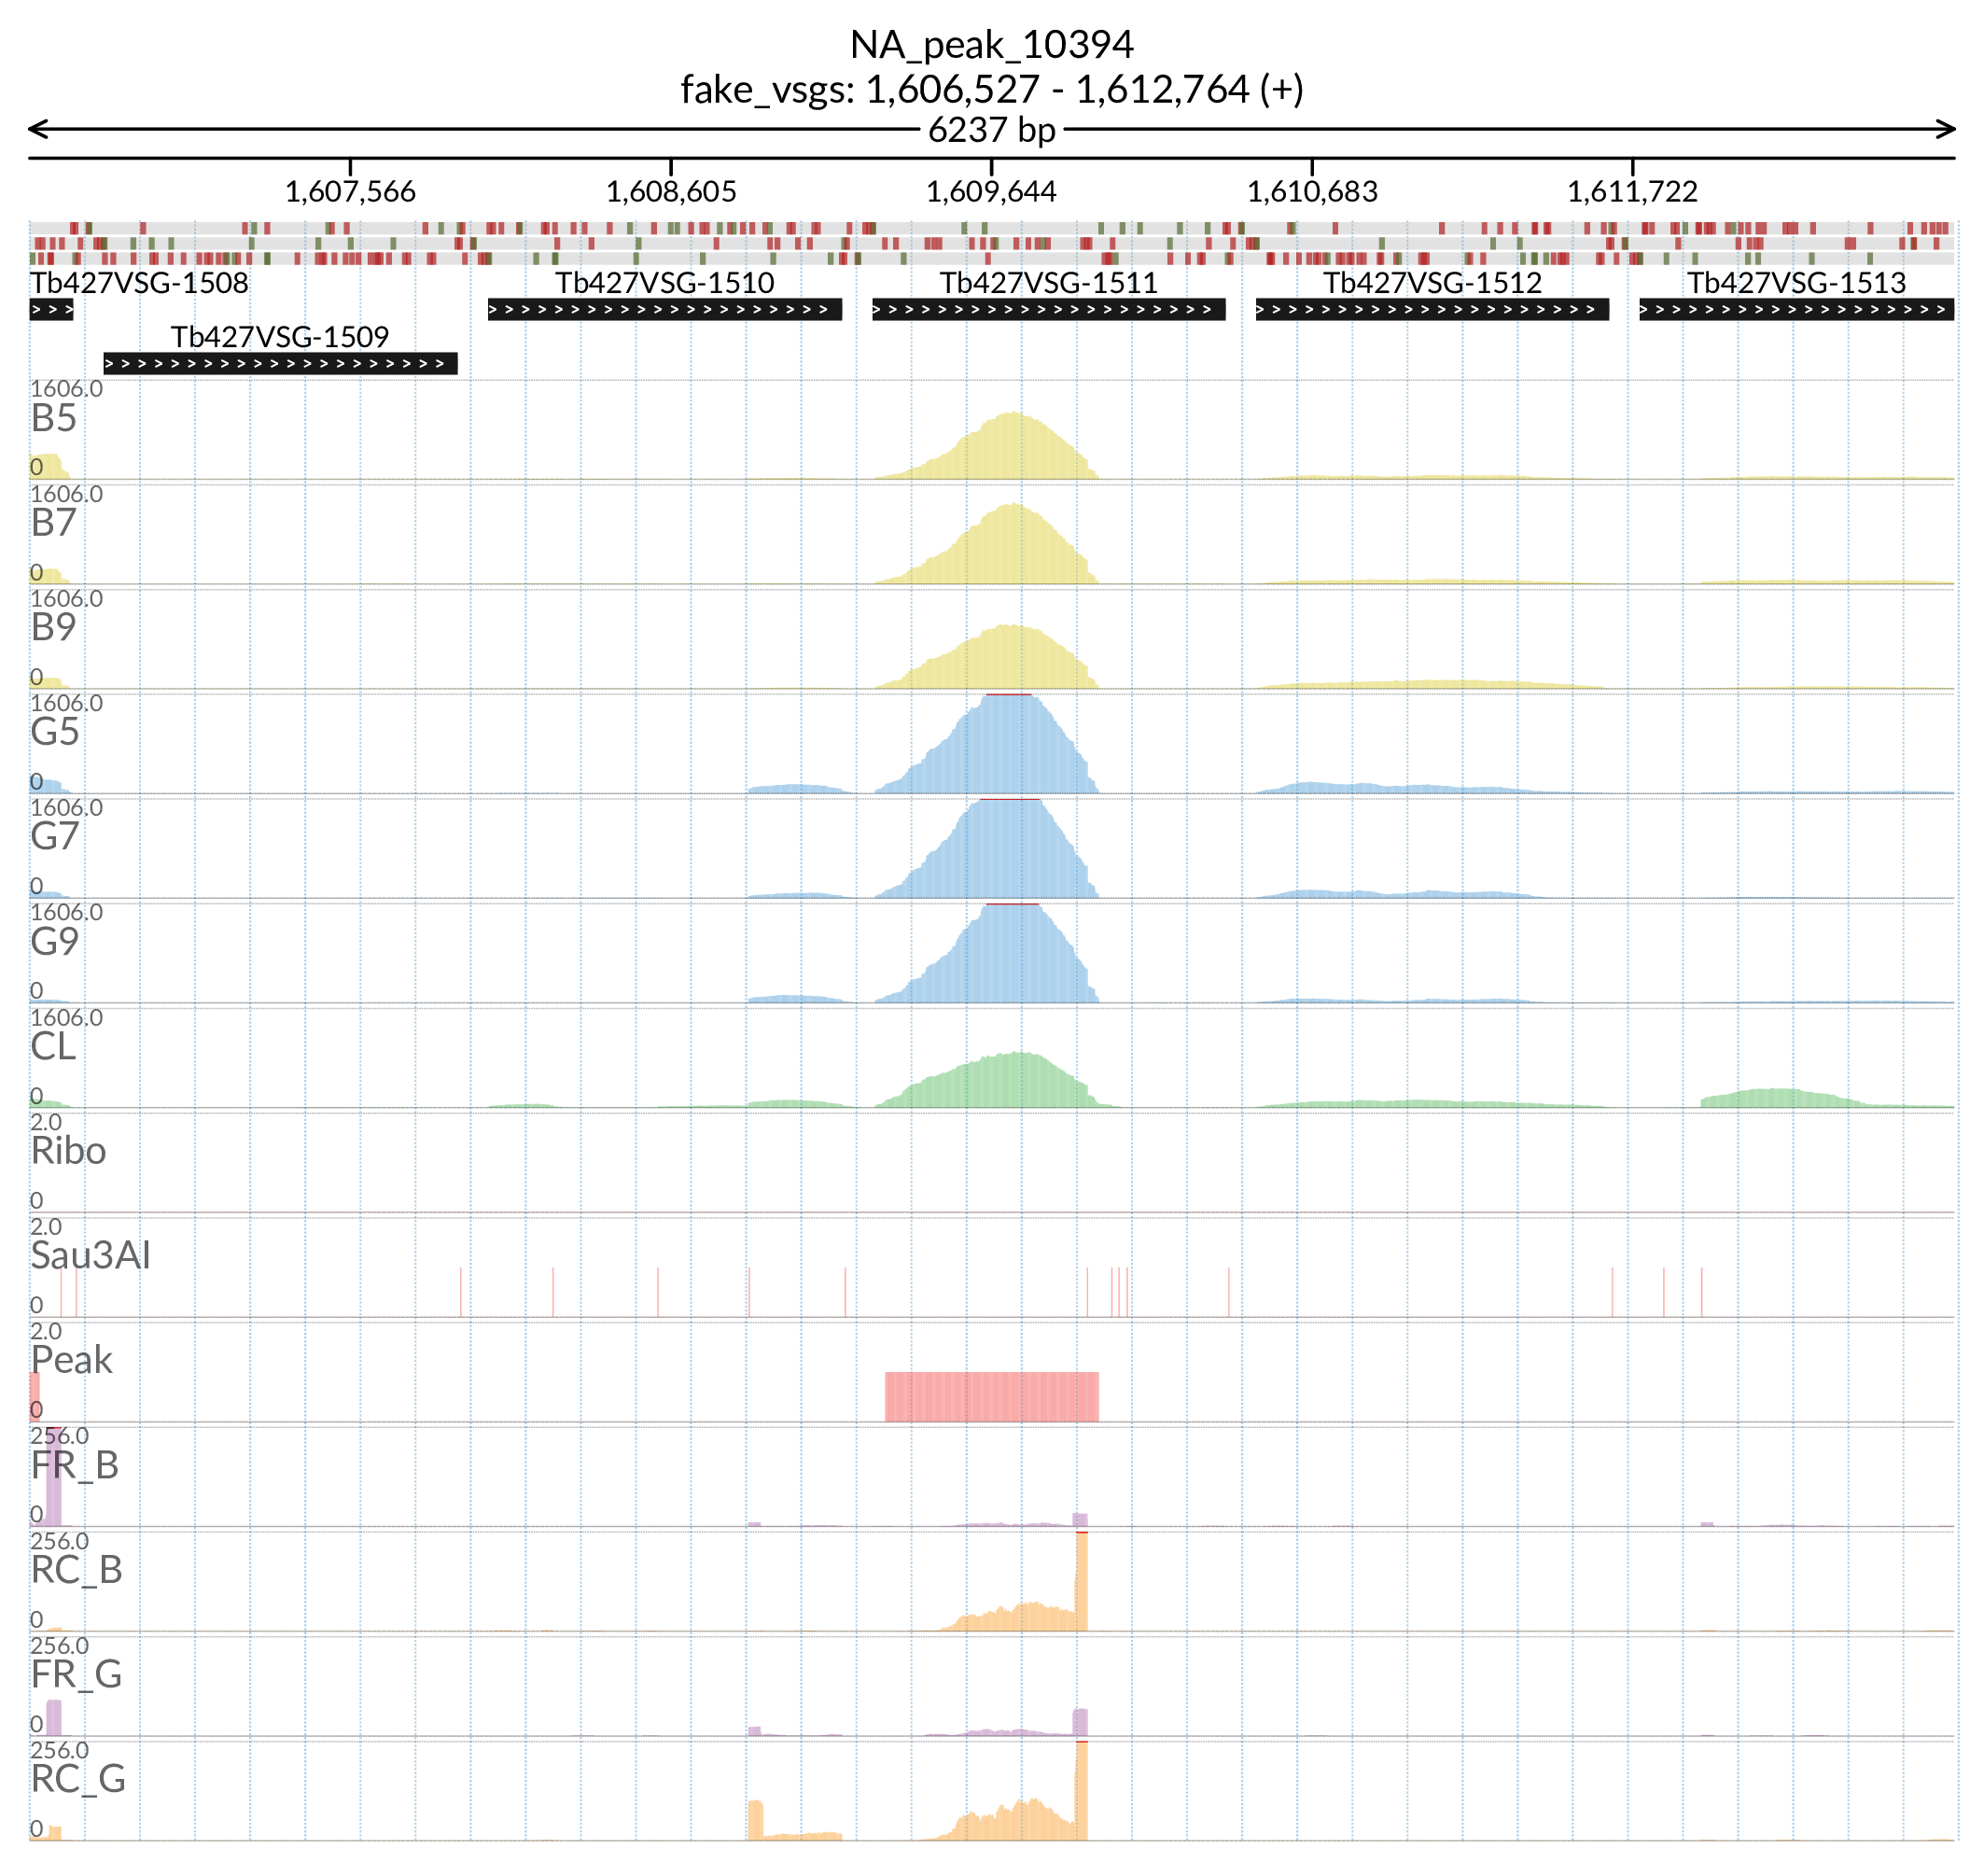 NA_peak_10394
fake_vsgs: 1,606,527 - 1,612,764 (+)
6237 bp
1,607,566 1,608,605 1,609,644 1,610,683 1,611,722
Tb427VSG-1508 Tb427VSG-1510 Tb427VSG-1511 Tb427VSG-1512 Tb427VSG-1513
Tb427VSG-1509
1606.0
B5
0
1606.0
B7
0
1606.0
B9
0
1606.0
G5
0
1606.0
G7
0
1606.0
G9
0
1606.0
CL
0
2.0
Ribo
0
2.0
Sau3AI
0
2.0
Peak
0
256.0
FR_B
0
256.0
RC_B
0
256.0
FR_G
0
256.0
RC_G
0